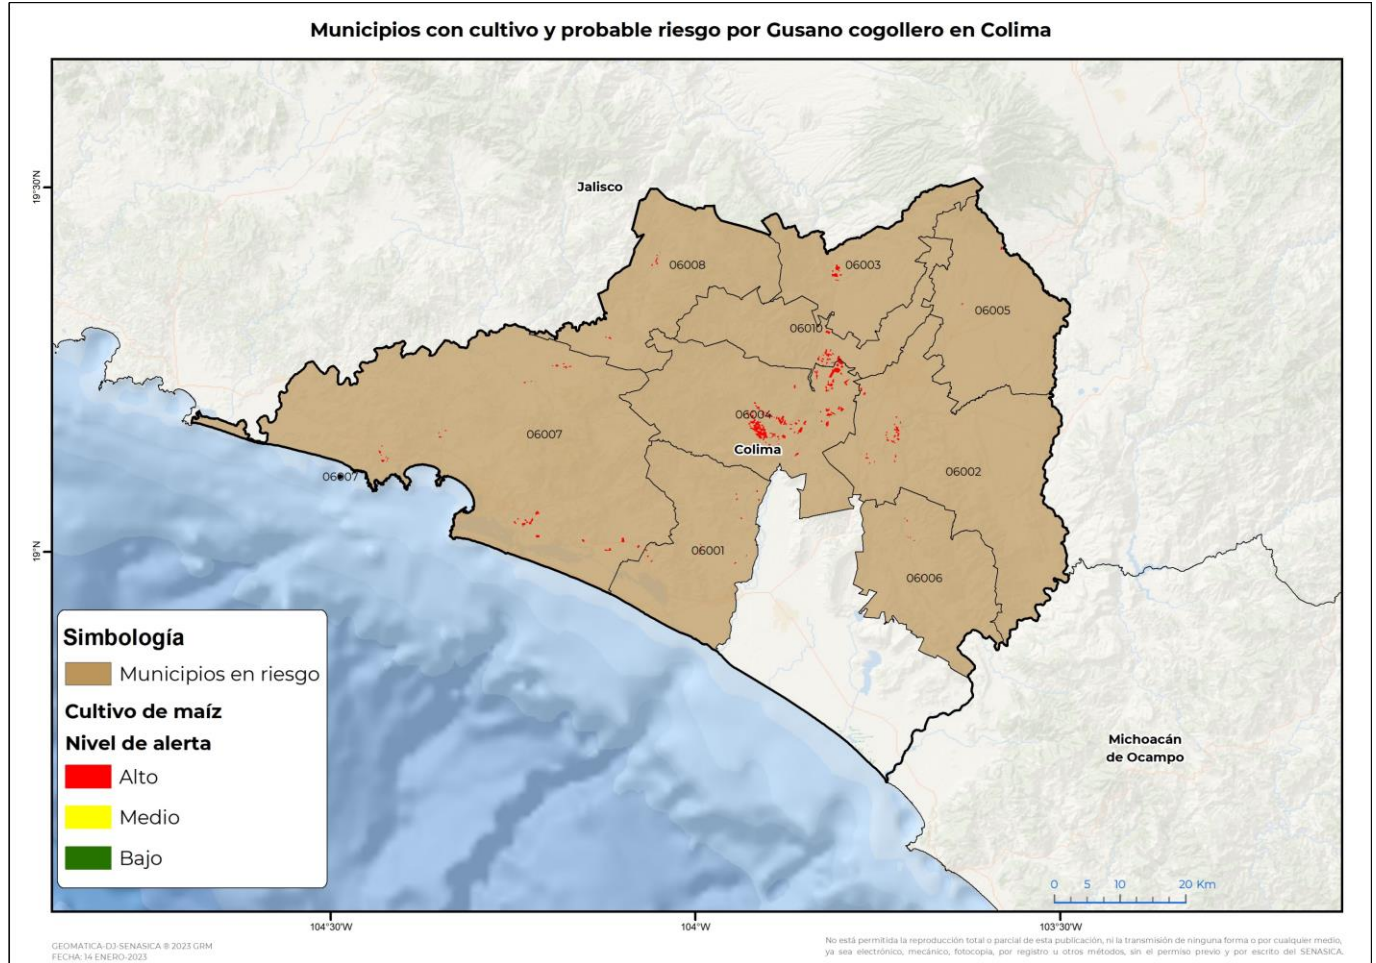 Municipios con cultivo y probable riesgo por Gusano cogollero en Colima
19°30'N
Jalisco
06008
06003
06005
06010
06004
06007
Colima
06002
06007
19°N
06001
06006
Simbología
Municipios en riesgo
Cultivo de maíz
Nivel de alerta
Alto
Medio
Bajo
Michoacán
de Ocampo
0 5 10 20 Km
104°30'W
104°W
103°30'W
GEOMATICA-DJ-SENASICA ® 2023 GRM
FECHA: 14 ENERO-2023
No está permitida la reproducción total o parcial de esta publicación, ni la transmisión de ninguna forma o por cualquier medio,
ya sea electrónico, mecánico, fotocopia, por registro u otros métodos, sin el permiso previo y por escrito del SENASICA.